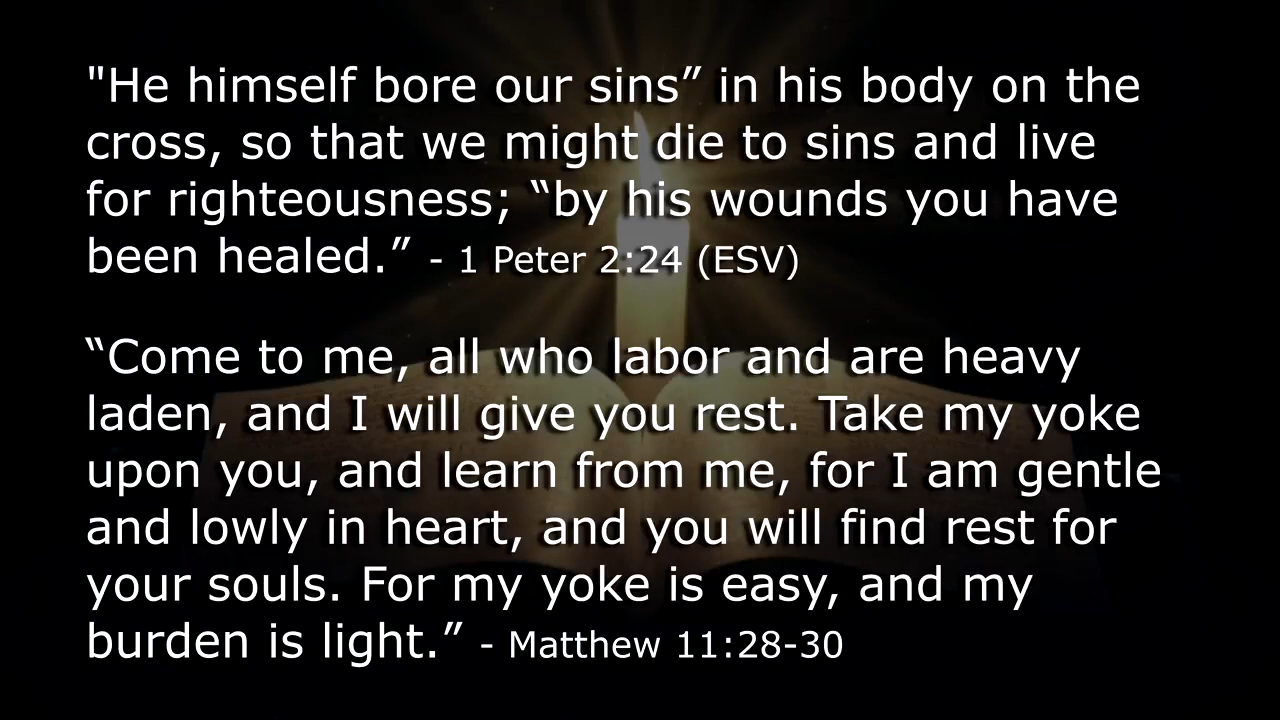 "He himself bore our sins” in his body on the
cross, so that we might die to sins and live
for righteousness; “by his wounds you have
been healed.” - 1 Peter 2:24 (ESV)
“Come to me, all who labor and are heavy
laden, and I will give you rest. Take my yoke
upon you, and learn from me, for I am gentle
and lowly in heart, and you will find rest for
your souls. For my yoke is easy, and my
burden is light.” - Matthew 11:28-30